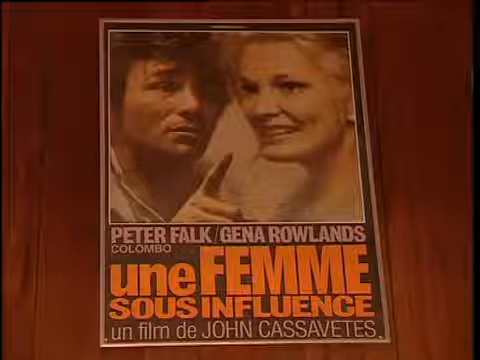 PETER FALK / GENA ROWLANDS
COLOMBO
une FEMME
SOUS INFLUENCE
un film de JOHN CASSAVETES.